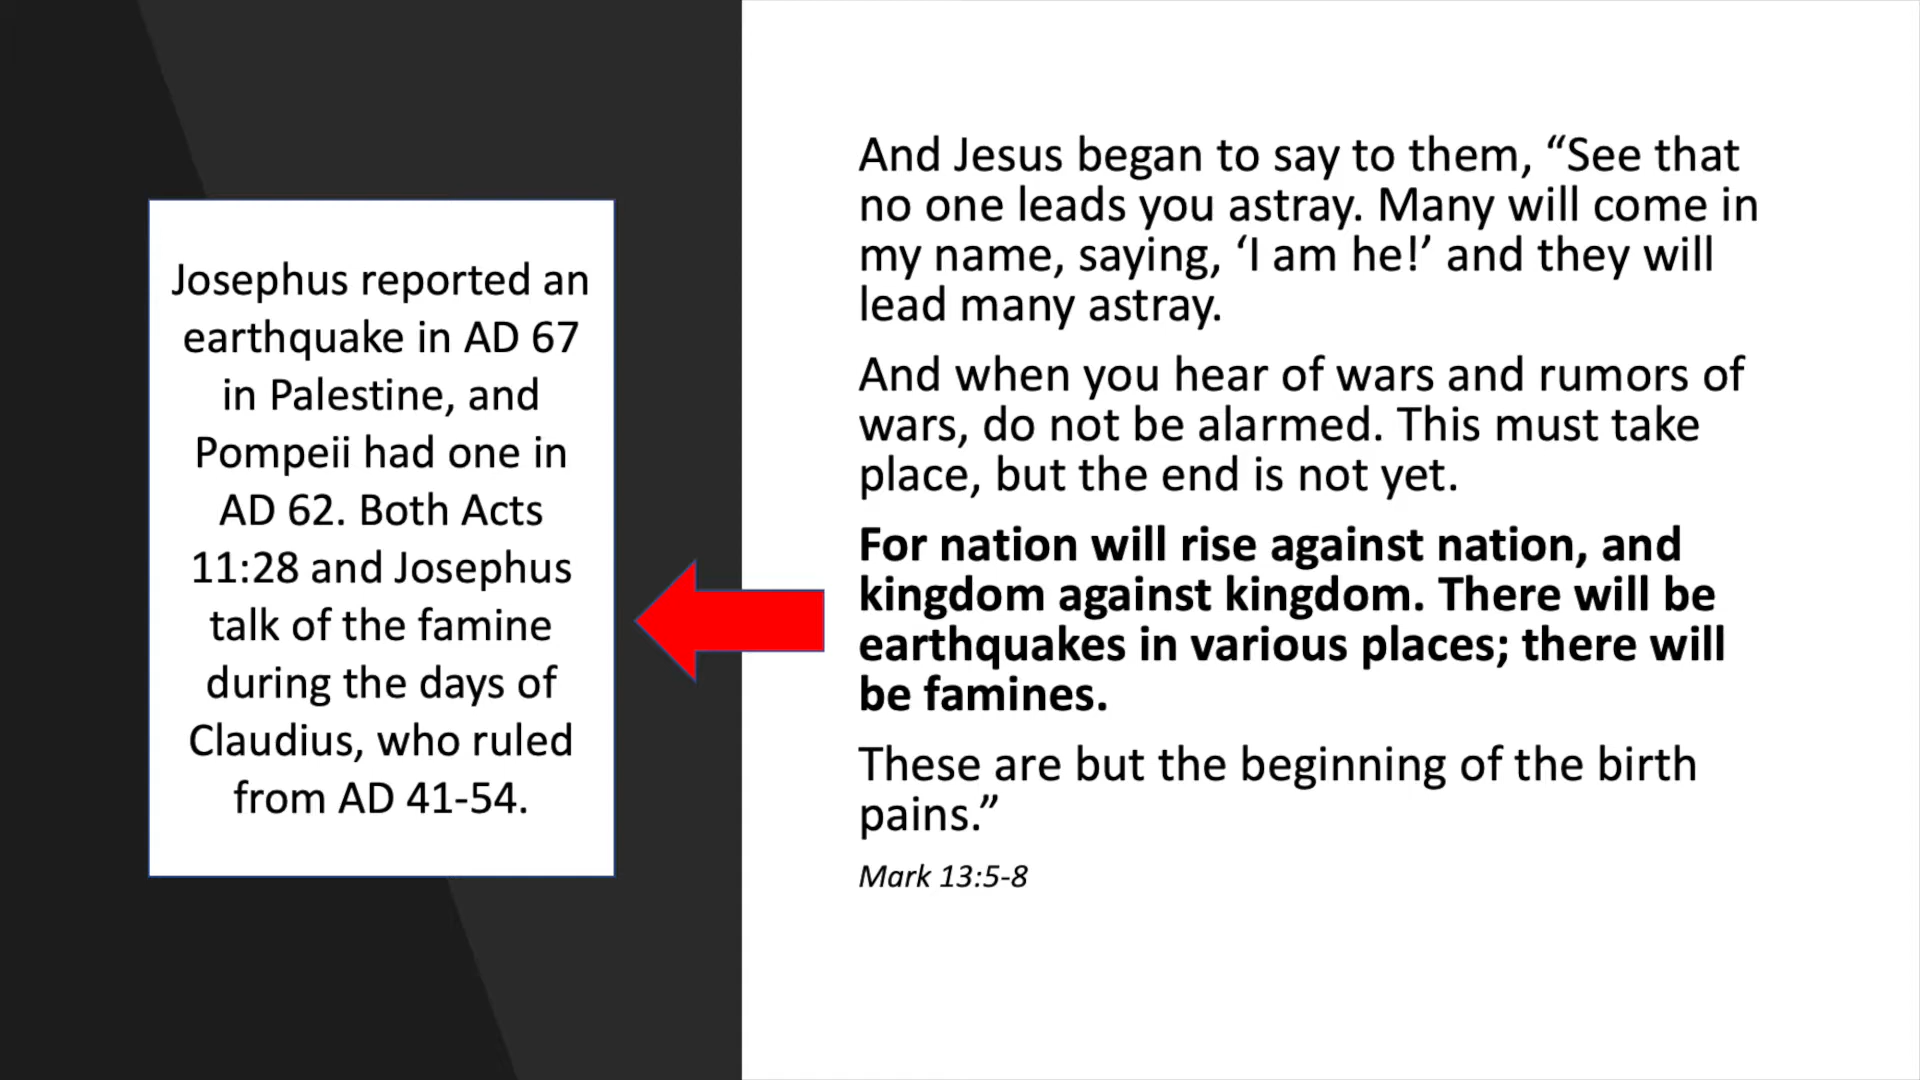 Josephus reported an
earthquake in AD 67
in Palestine, and
Pompeii had one in
AD 62. Both Acts
11:28 and Josephus
talk of the famine
during the days of
Claudius, who ruled
from AD 41-54.
And Jesus began to say to them, “See that
no one leads you astray. Many will come in
my name, saying, ‘I am he!’ and they will
lead many astray.
And when you hear of wars and rumors of
wars, do not be alarmed. This must take
place, but the end is not yet.
For nation will rise against nation, and
kingdom against kingdom. There will be
earthquakes in various places; there will
be famines.
These are but the beginning of the birth
pains.”
Mark 13:5-8